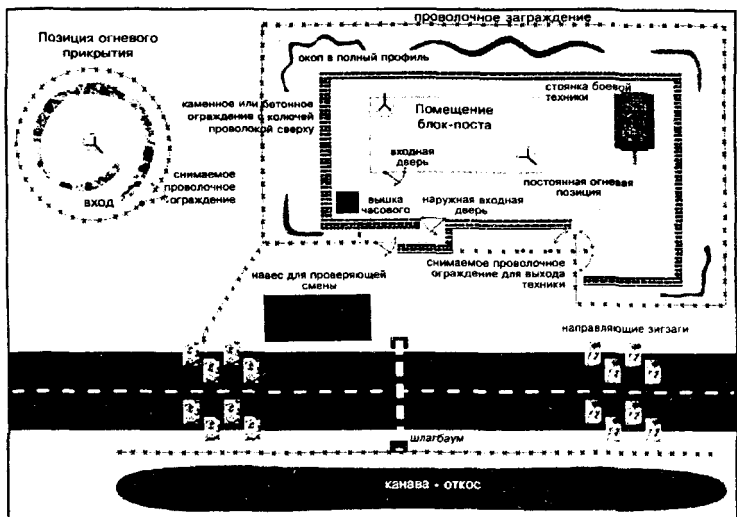 проволочное заграждение
Позиция огневого
прикрытия
окоп в полный профиль
стоянка боевой
техники
каменное или бетонное
ограждение с колючей
проволокой сверху
Помещение
блок-поста
входная
дверь
снимаемое
проволочное
ограждение
постоянная огневая
позиция
вход
вышка
часового
наружная входная
дверь
снимаемое проволочное
ограждение для выхода
техники
навес для проверяющей
смены
направляющие зигзаги
шлагбаум
канава - откос